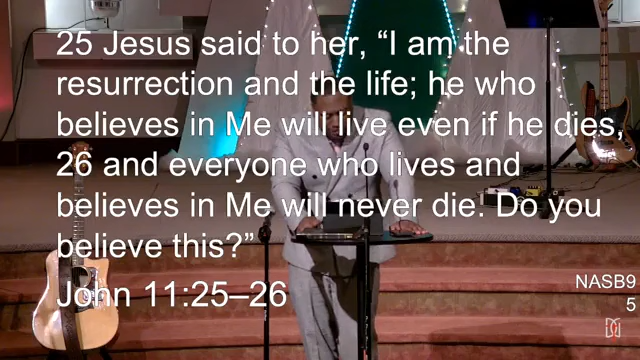 25 Jesus said to her, “I am the
resurrection and the life; he who
believes in Me will live even if he dies,
26 and everyone who lives and
believes in Me will never die. Do you
believe this?”
John 11:25–26
NASB9
5